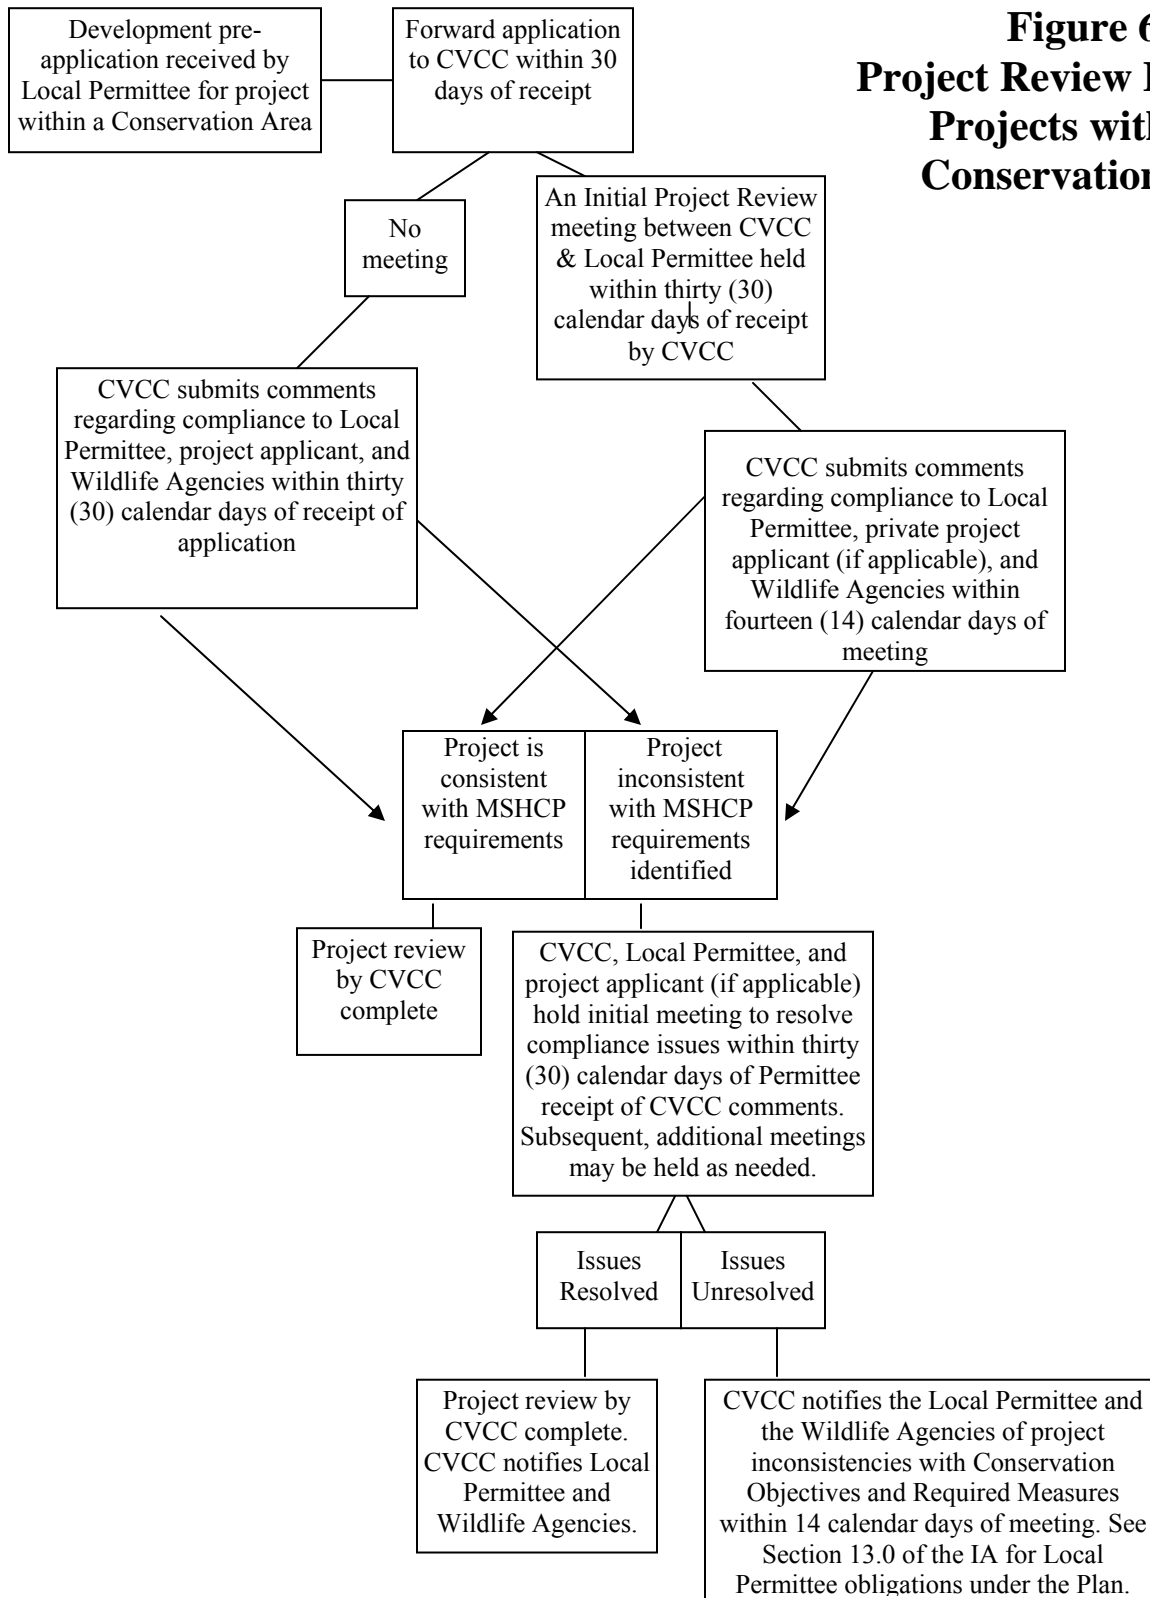 Figure 6
Project Review
Projects with
Conservation
Development pre-
application received by
Local Permittee for project
within a Conservation Area
Forward application
to CVCC within 30
days of receipt
No
meeting
An Initial Project Review
meeting between CVCC
& Local Permittee held
within thirty (30)
calendar days of receipt
by CVCC
CVCC submits comments
regarding compliance to Local
Permittee, project applicant, and
Wildlife Agencies within thirty
(30) calendar days of receipt of
application
CVCC submits comments
regarding compliance to Local
Permittee, private project
applicant (if applicable), and
Wildlife Agencies within
fourteen (14) calendar days of
meeting
Project is
consistent
with MSHCP
requirements
Project
inconsistent
with MSHCP
requirements
identified
Project review
by CVCC
complete
CVCC, Local Permittee, and
project applicant (if applicable)
hold initial meeting to resolve
compliance issues within thirty
(30) calendar days of Permittee
receipt of CVCC comments.
Subsequent, additional meetings
may be held as needed.
Issues
Resolved
Issues
Unresolved
Project review by
CVCC complete.
CVCC notifies Local
Permittee and
Wildlife Agencies.
CVCC notifies the Local Permittee and
the Wildlife Agencies of project
inconsistencies with Conservation
Objectives and Required Measures
within 14 calendar days of meeting. See
Section 13.0 of the IA for Local
Permittee obligations under the Plan.